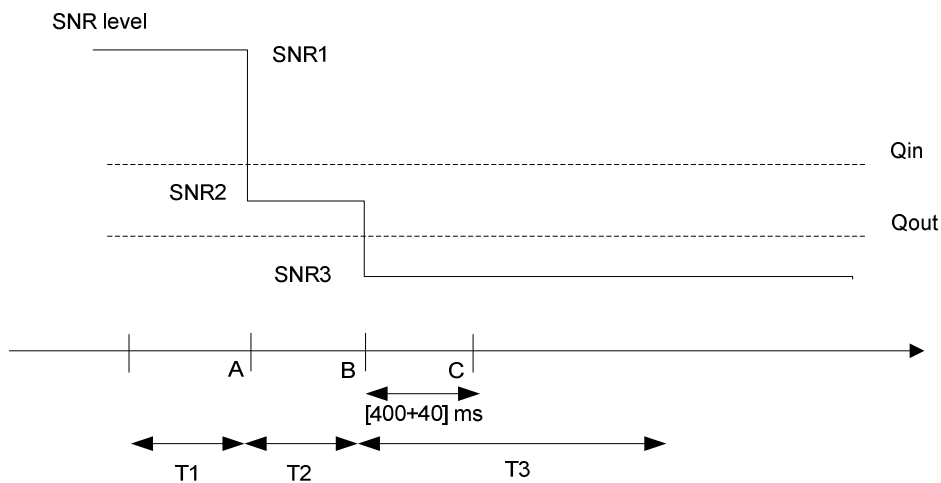 SNR level
SNR1
Qin
SNR2
Qout
SNR3
A
B
C
[400+40] ms
T1
T2
T3